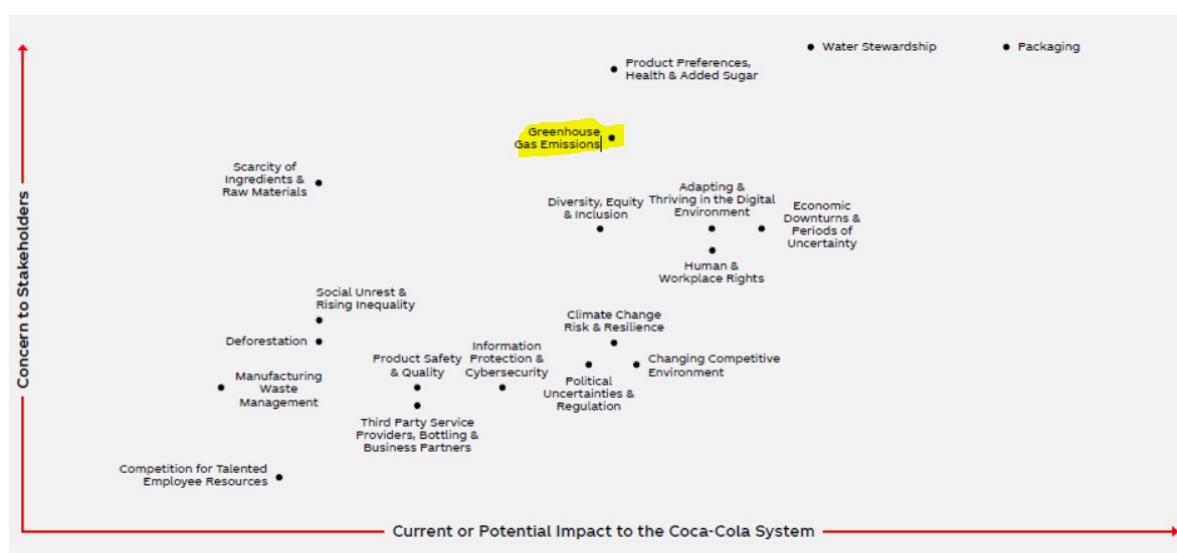 Water Stewardship
Packaging
Product Preferences,
Health & Added Sugar
Greenhouse
Gas Emissions
Scarcity of
Ingredients &
Raw Materials
Diversity, Equity
& Inclusion
Adapting &
Thriving in the Digital
Environment
Economic
Downturns &
Periods of
Uncertainty
Human &
Workplace Rights
Social Unrest &
Rising Inequality
Deforestation
Climate Change
Risk & Resilience
Information
Protection &
Cybersecurity
Product Safety
& Quality
Changing Competitive
Environment
Political
Uncertainties &
Regulation
Manufacturing
Waste
Management
Third Party Service
Providers, Bottling &
Business Partners
Competition for Talented
Employee Resources
Concern to Stakeholders
Current or Potential Impact to the Coca-Cola System